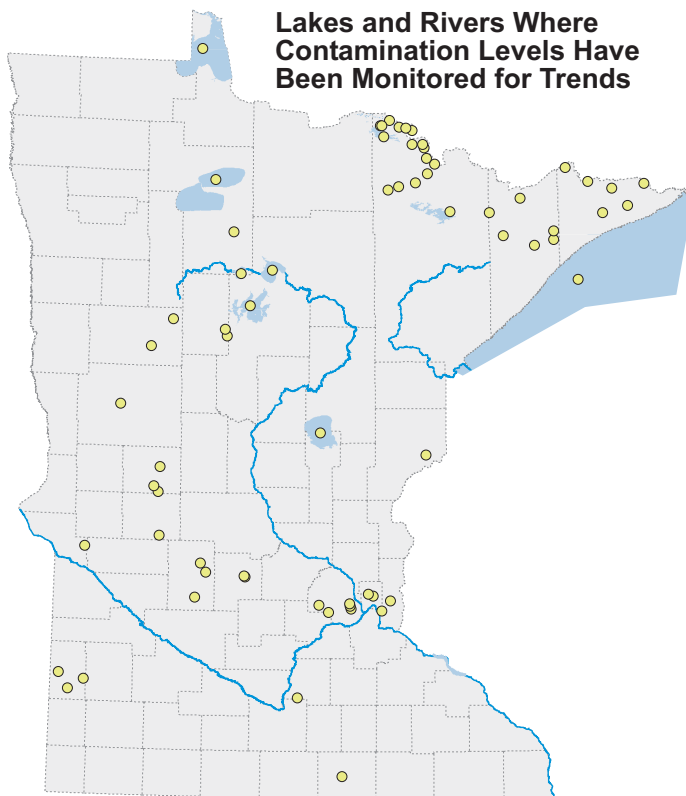 Lakes and Rivers Where
Contamination Levels Have
Been Monitored for Trends